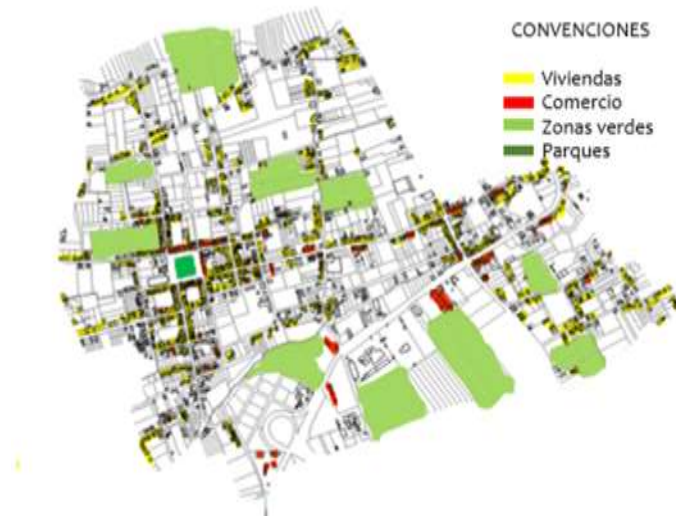 CONVENCIONES
Viviendas
Comercio
Zonas verdes
Parques